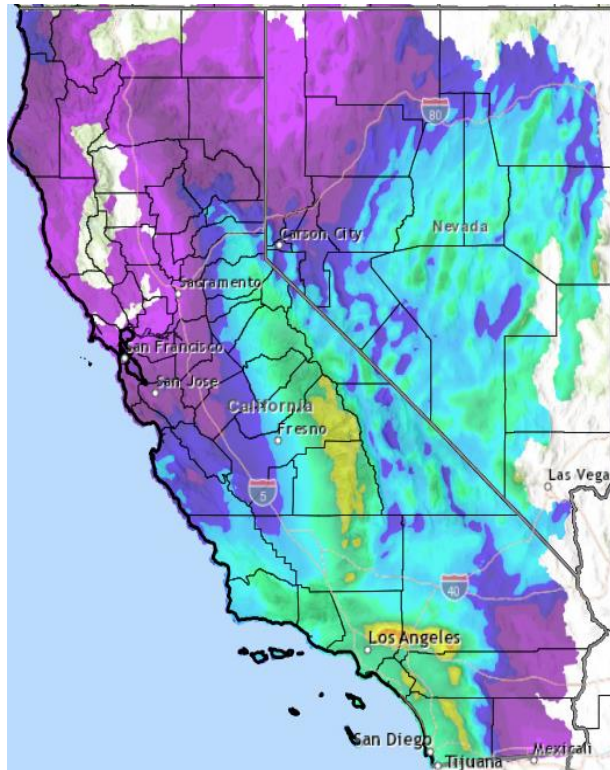 80
Nevada
Carson City
Sacramento
San Francisco
San Jose
California
Fresno
5
Las Vega
40
Los Angeles
San Diego
Tijuana
Mexicali